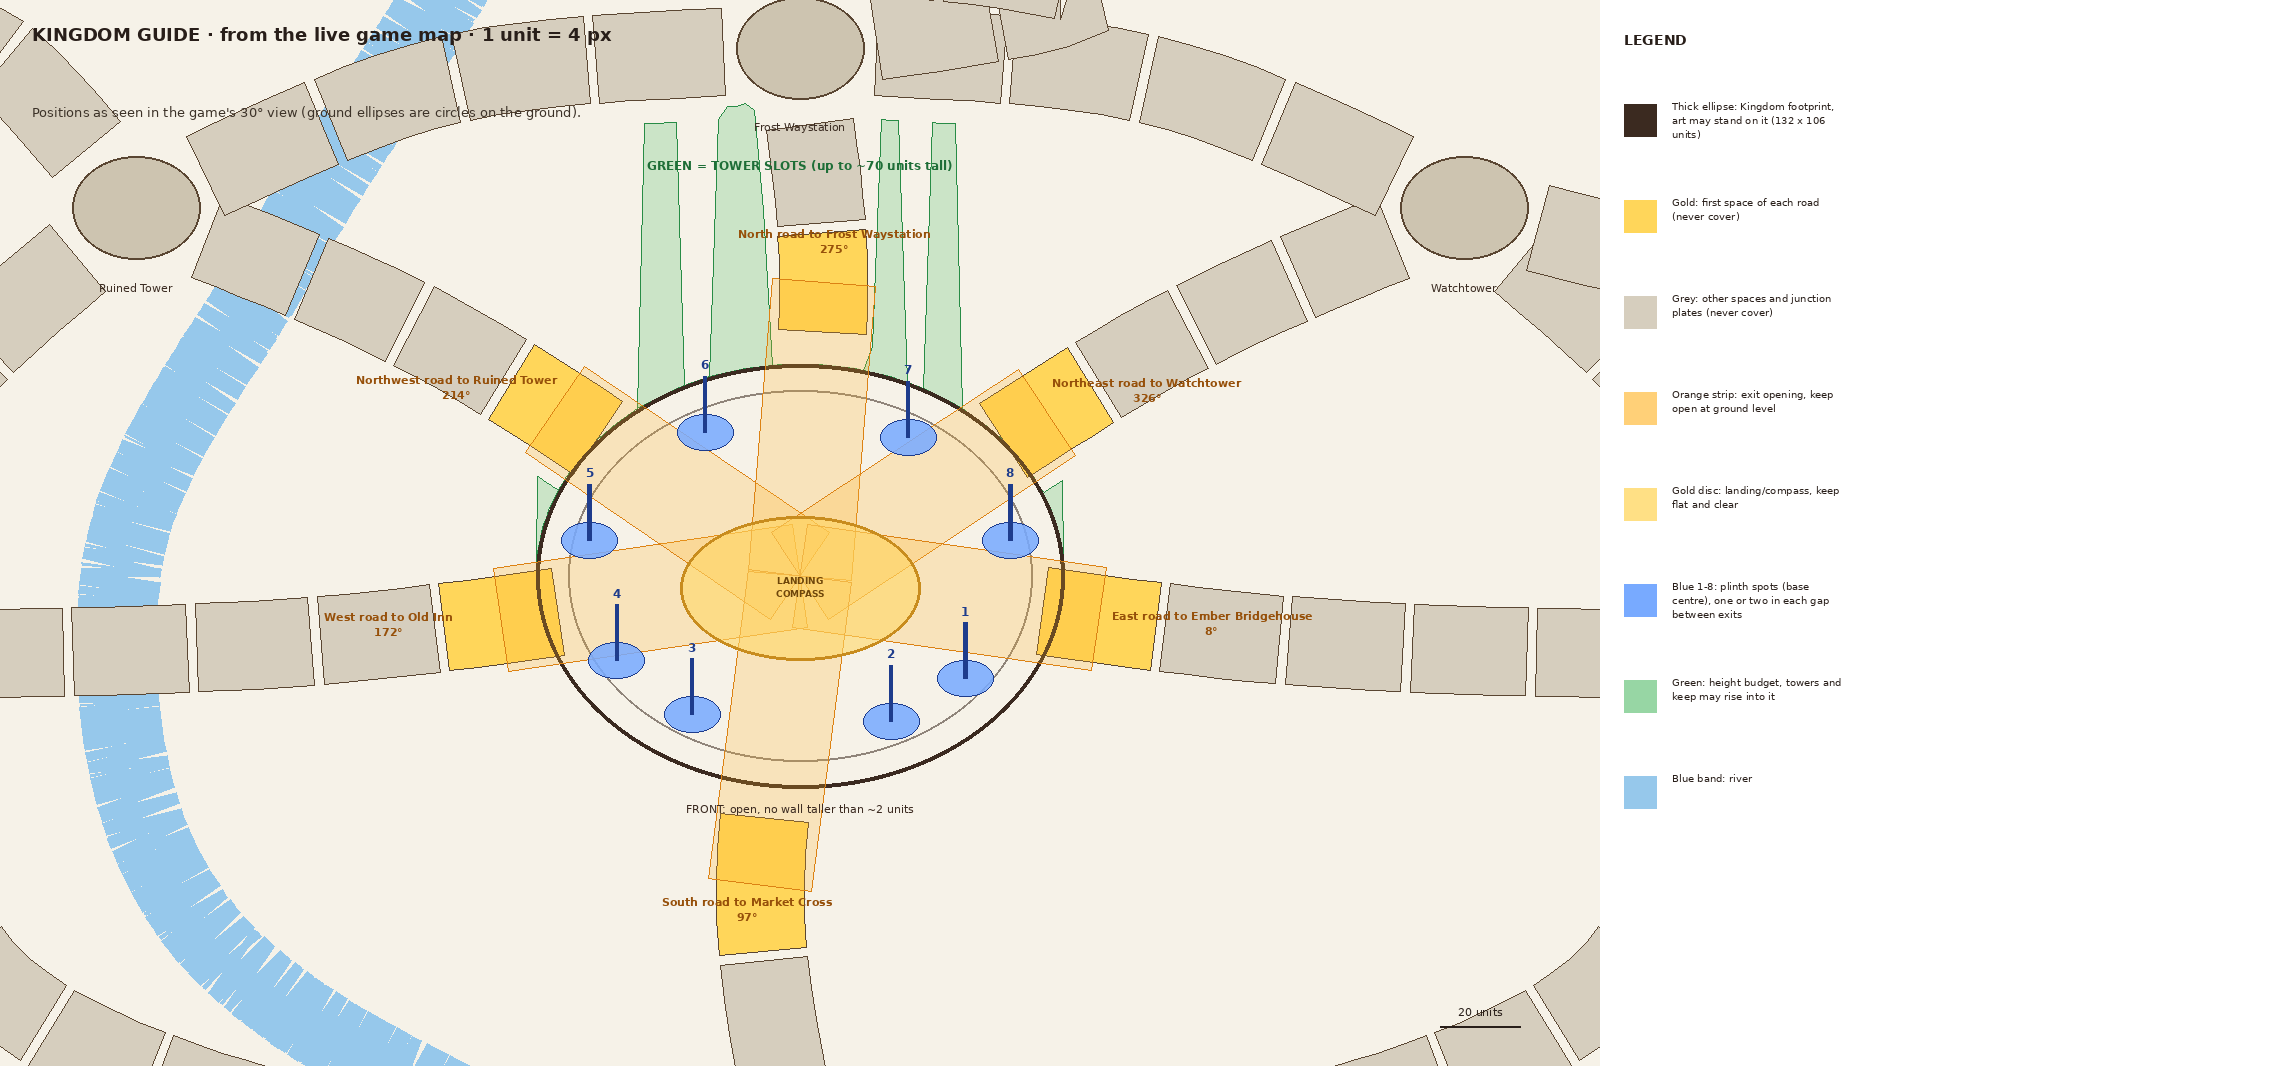 KINGDOM GUIDE · from the live game map · 1 unit = 4 px
Positions as seen in the game's 30° view (ground ellipses are circles on the ground).
Frost Waystation
GREEN = TOWER SLOTS (up to ~70 units tall)
North road to Frost Waystation
275°
Ruined Tower
Watchtower
Northwest road to Ruined Tower
214°
Northeast road to Watchtower
326°
6
7
5
8
4
1
3
2
LANDING
COMPASS
West road to Old Inn
172°
East road to Ember Bridgehouse
8°
FRONT: open, no wall taller than ~2 units
South road to Market Cross
97°
20 units
LEGEND
Thick ellipse: Kingdom footprint,
art may stand on it (132 x 106
units)
Gold: first space of each road
(never cover)
Grey: other spaces and junction
plates (never cover)
Orange strip: exit opening, keep
open at ground level
Gold disc: landing/compass, keep
flat and clear
Blue 1-8: plinth spots (base
centre), one or two in each gap
between exits
Green: height budget, towers and
keep may rise into it
Blue band: river